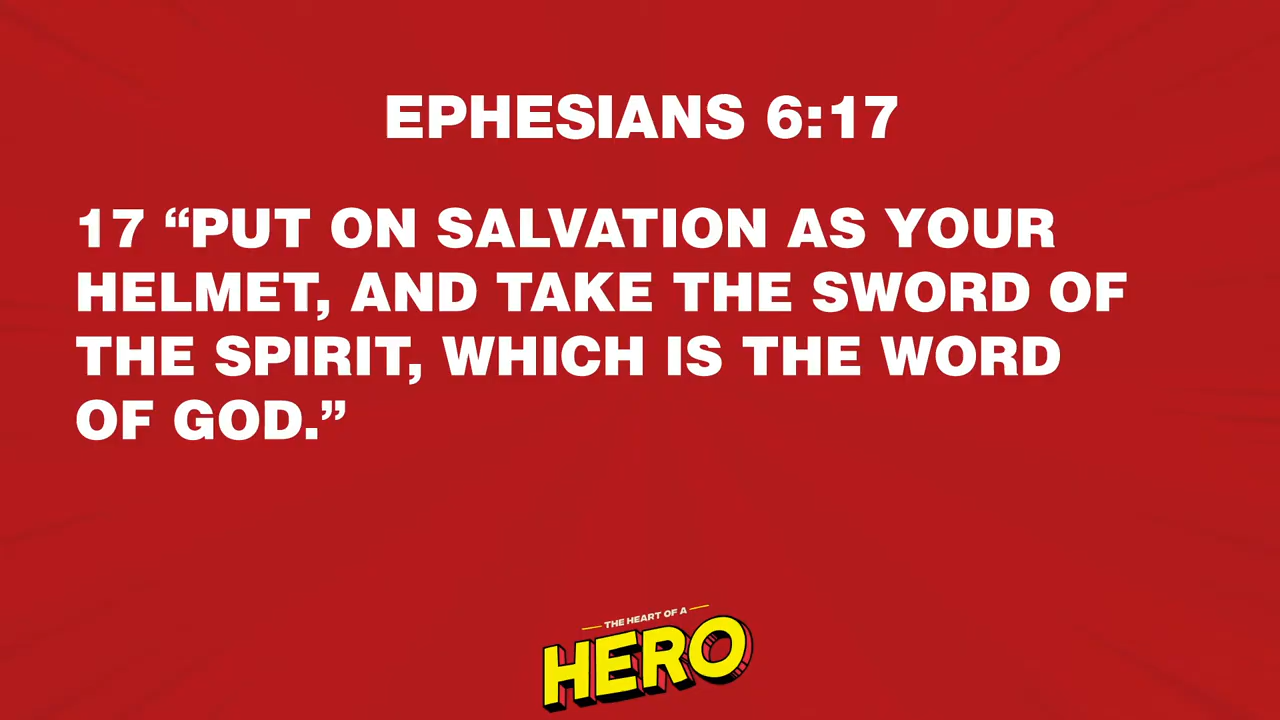 EPHESIANS 6:17
17 “PUT ON SALVATION AS YOUR
HELMET, AND TAKE THE SWORD OF
THE SPIRIT, WHICH IS THE WORD
OF GOD.”
THE HEART OF A
HERO